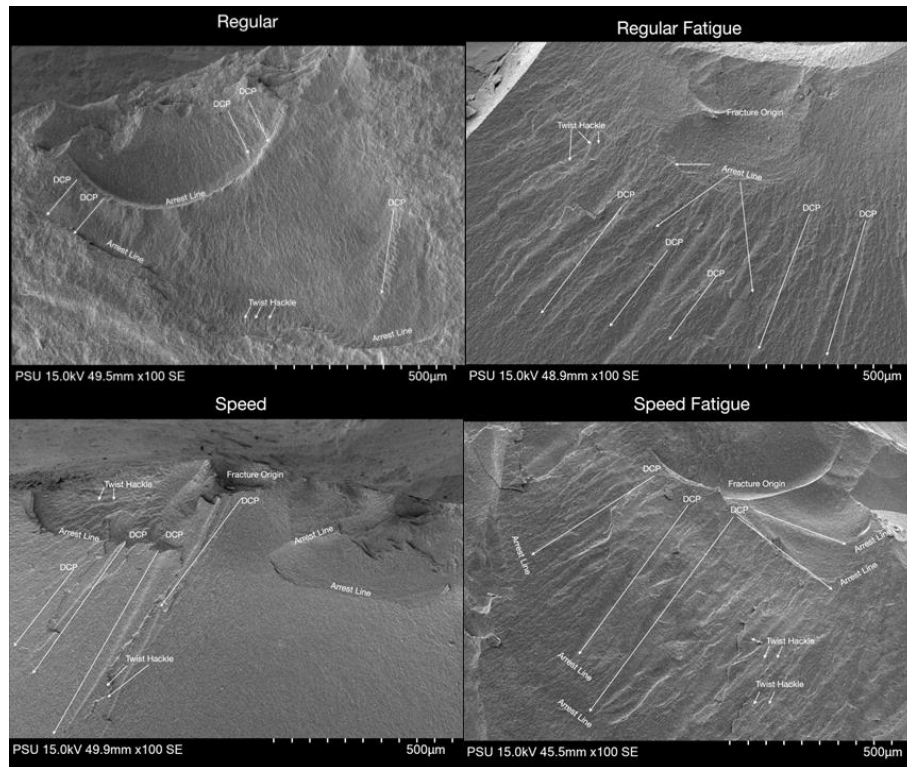 Regular
DCP
DCP
DCP
DCP
Arrest Line
DCP
Arrest Line
Twist Hackle
Arrest Line
PSU 15.0kV 49.5mm x100 SE
500μm
Regular Fatigue
Fracture Origin
Twist Hackle
Arrest Line
DCP
DCP
DCP
DCP
DCP
PSU 15.0kV 48.9mm x100 SE
500μm
Speed
Fracture Origin
Twist Hackle
DCP
Arrest Line
DCP
DCP
Arrest Line
DCP
Arrest Line
Twist Hackle
PSU 15.0kV 49.9mm x100 SE
500μm
Speed Fatigue
DCP
Fracture Origin
DCP
DCP
Arrest Line
Arrest Line
Arrest Line
Twist Hackle
Arrest Line
Twist Hackle
Arrest Line
PSU 15.0kV 45.5mm x100 SE
500μm